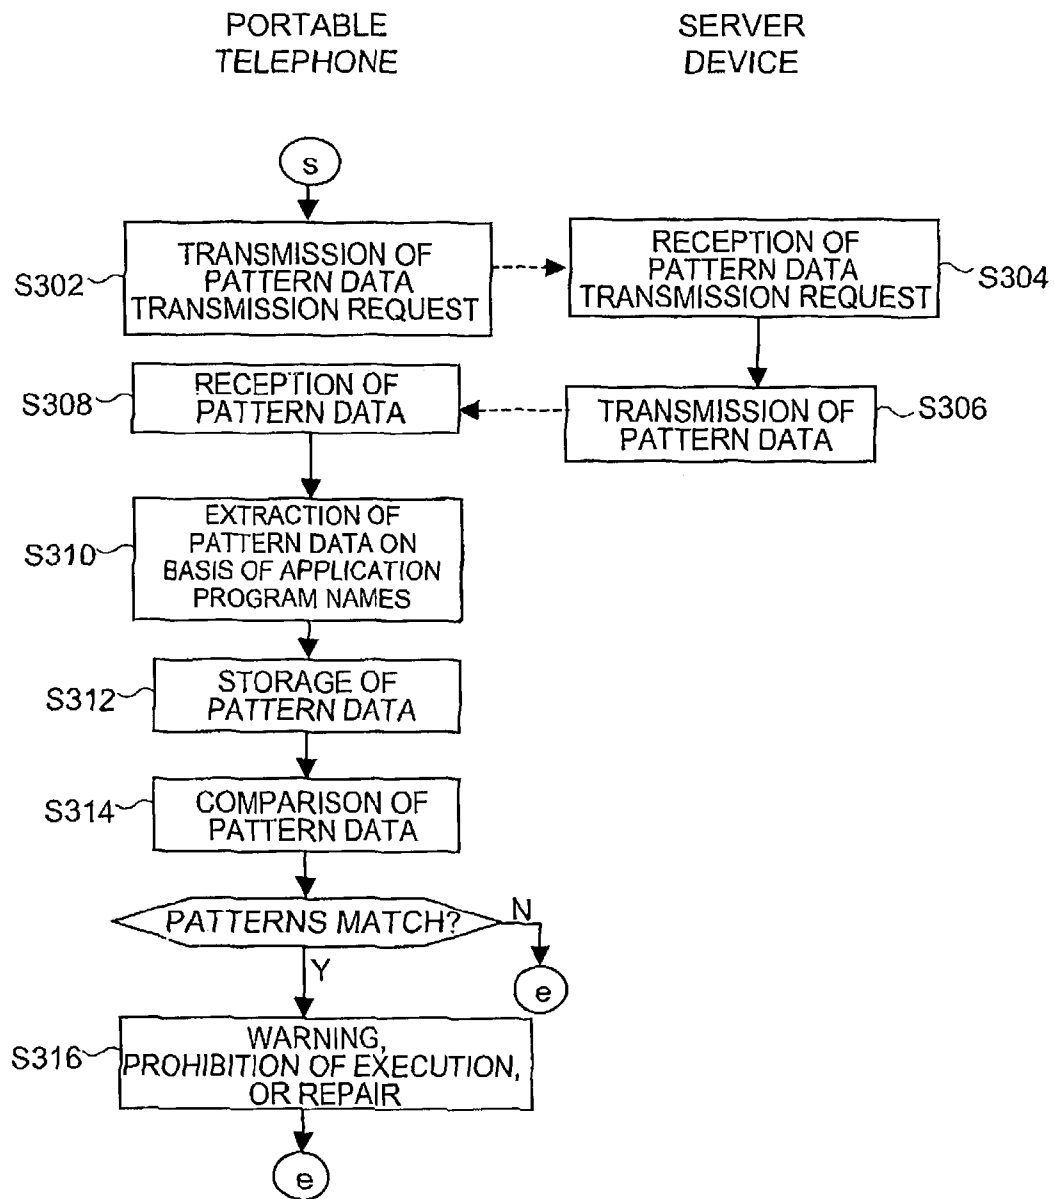 PORTABLE
TELEPHONE
SERVER
DEVICE
s
S302
TRANSMISSION OF
PATTERN DATA
TRANSMISSION REQUEST
RECEPTION OF
PATTERN DATA
TRANSMISSION REQUEST
S304
S308
RECEPTION OF
PATTERN DATA
TRANSMISSION OF
PATTERN DATA
S306
S310
EXTRACTION OF
PATTERN DATA ON
BASIS OF APPLICATION
PROGRAM NAMES
S312
STORAGE OF
PATTERN DATA
S314
COMPARISON OF
PATTERN DATA
PATTERNS MATCH?
N
e
Y
S316
WARNING,
PROHIBITION OF EXECUTION,
OR REPAIR
e